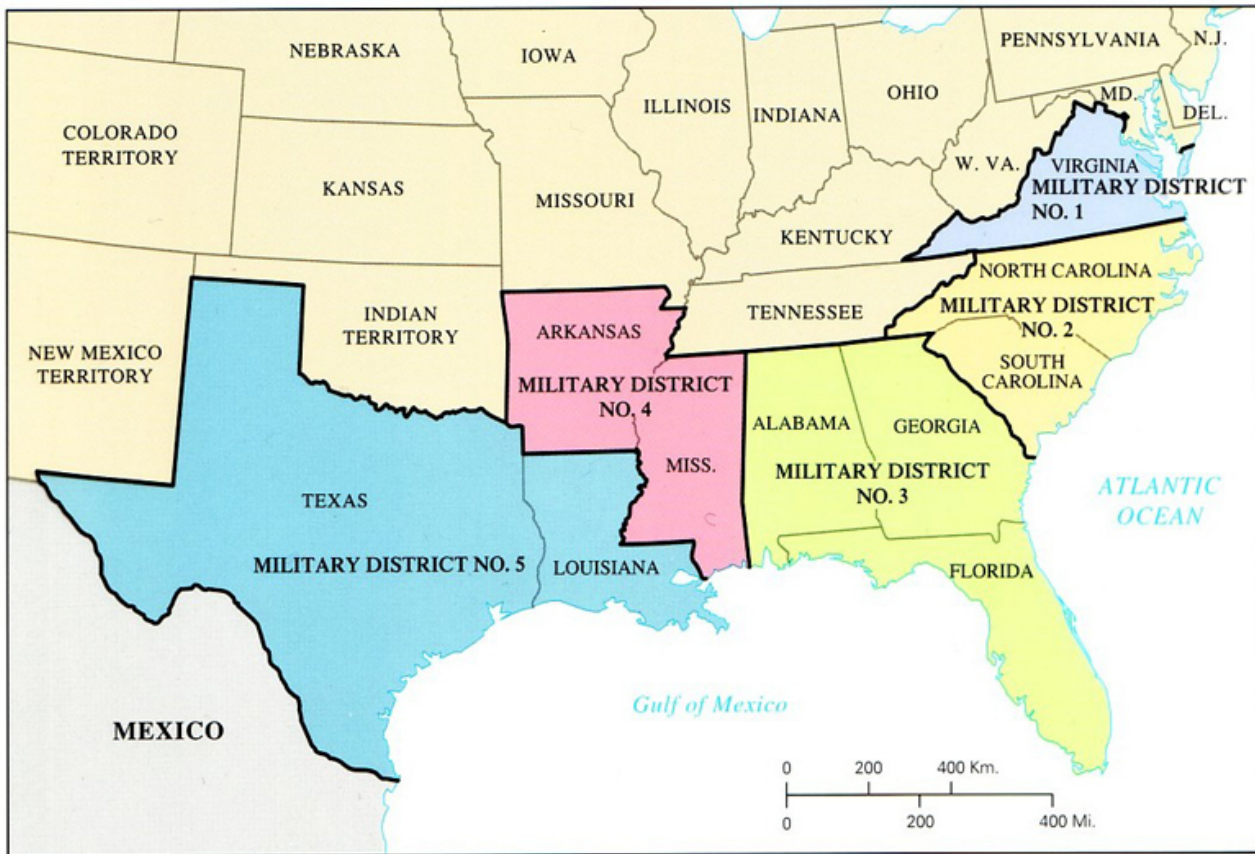 NEBRASKA
IOWA
ILLINOIS
INDIANA
OHIO
PENNSYLVANIA
N.J.
MD.
DEL.
COLORADO
TERRITORY
KANSAS
MISSOURI
W. VA.
VIRGINIA
MILITARY DISTRICT
NO. 1
KENTUCKY
NORTH CAROLINA
MILITARY DISTRICT
NO. 2
SOUTH
CAROLINA
TENNESSEE
INDIAN
TERRITORY
NEW MEXICO
TERRITORY
ARKANSAS
MILITARY DISTRICT
NO. 4
MISS.
ALABAMA
GEORGIA
MILITARY DISTRICT
NO. 3
FLORIDA
TEXAS
MILITARY DISTRICT NO. 5
LOUISIANA
ATLANTIC
OCEAN
Gulf of Mexico
MEXICO
0 200 400 Km.
0 200 400 Mi.